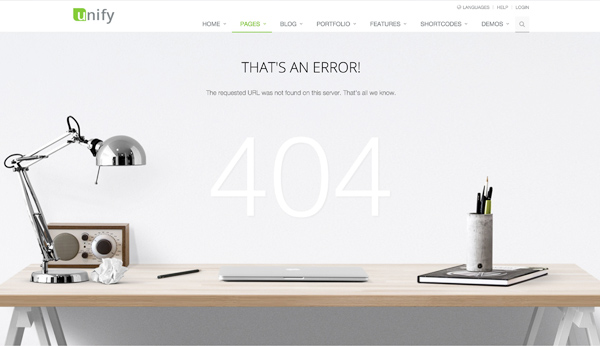 unify
LANGUAGES | HELP | LOGIN
HOME PAGES BLOG PORTFOLIO FEATURES SHORTCODES DEMOS
THAT'S AN ERROR!
The requested URL was not found on this server. That's all we know.
404